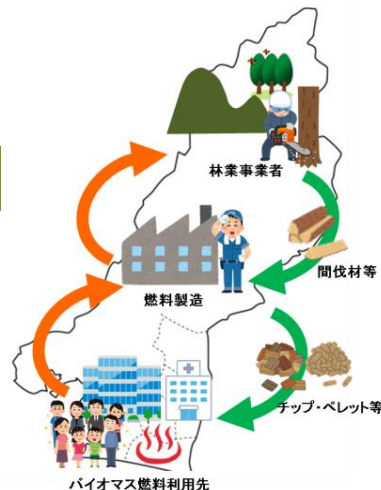 林業事業者
間伐材等
燃料製造
チップ・ペレット等
バイオマス燃料利用先